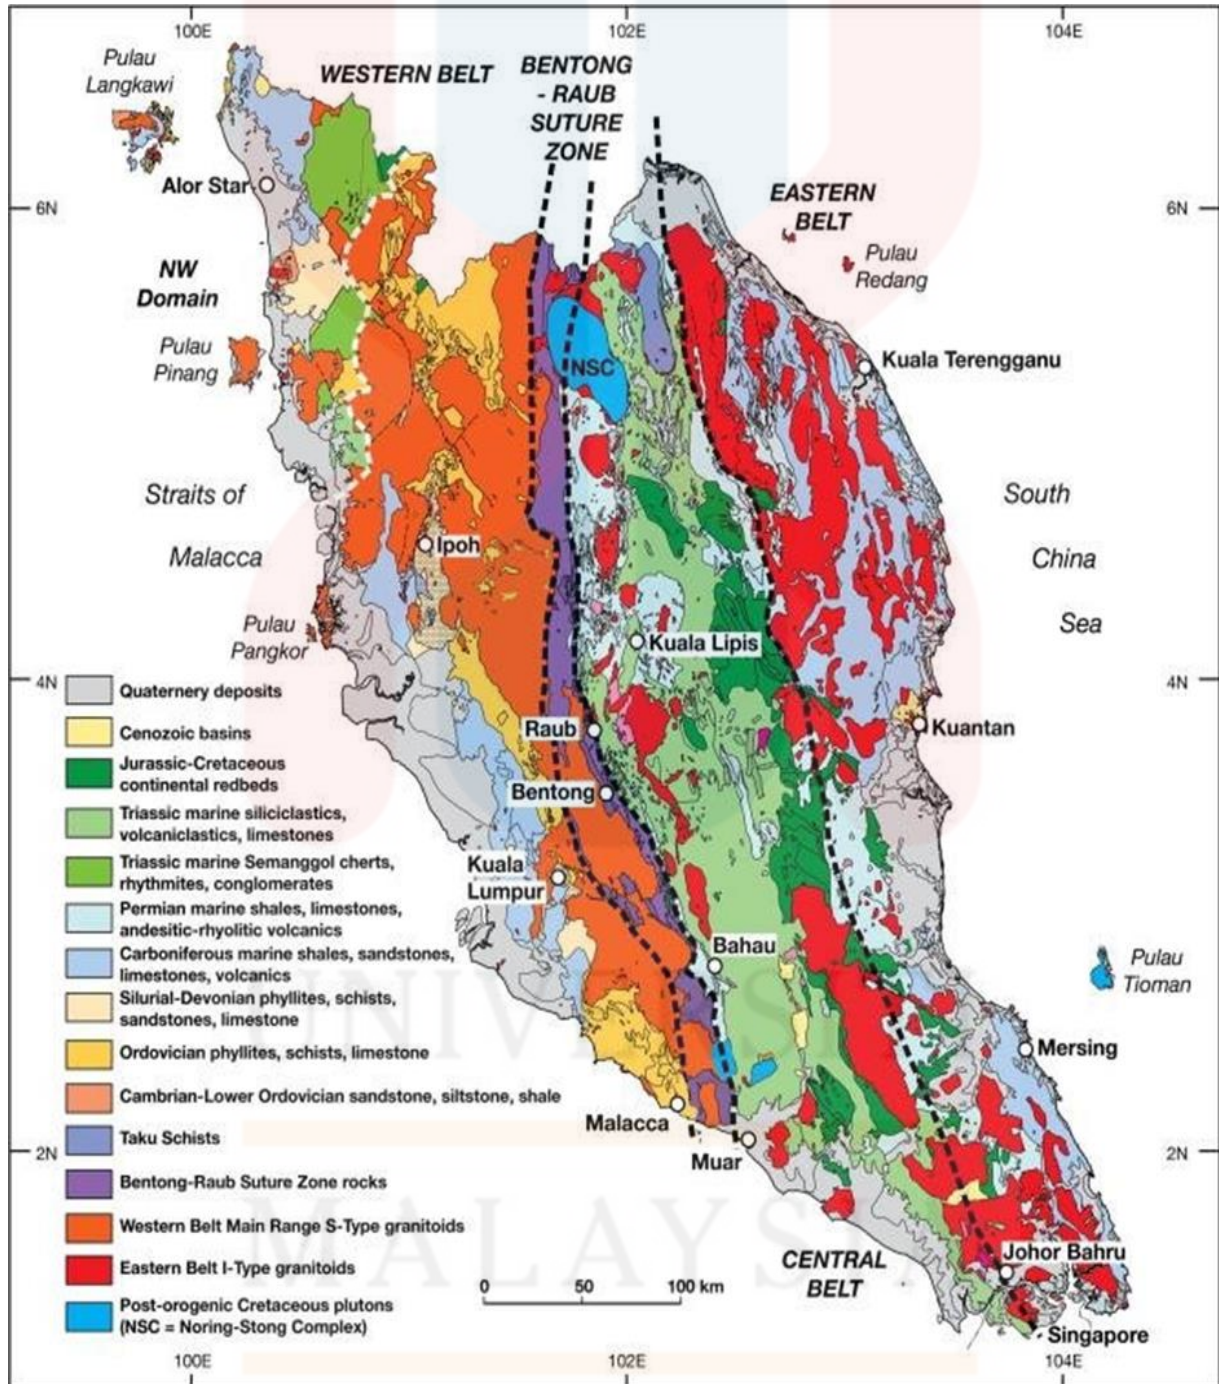 100E
102E
104E
Pulau
Langkawi
WESTERN BELT
BENTONG
- RAUB
SUTURE
ZONE
Alor Star
6N
6N
EASTERN
BELT
NW
Domain
Pulau
Redang
Pulau
Pinang
NSC
Kuala Terengganu
Straits of
Malacca
South
China
Sea
Ipoh
Pulau
Pangkor
Kuala Lipis
4N
4N
Raub
Kuantan
Bentong
Kuala
Lumpur
Bahau
Pulau
Tioman
Mersing
Malacca
Muar
2N
2N
CENTRAL
BELT
Johor Bahru
Singapore
Quaternery deposits
Cenozoic basins
Jurassic-Cretaceous
continental redbeds
Triassic marine siliciclastics,
volcaniclastics, limestones
Triassic marine Semanggol cherts,
rhythmites, conglomerates
Permian marine shales, limestones,
andesitic-rhyolitic volcanics
Carboniferous marine shales, sandstones,
limestones, volcanics
Silurial-Devonian phyllites, schists,
sandstones, limestone
Ordovician phyllites, schists, limestone
Cambrian-Lower Ordovician sandstone, siltstone, shale
Taku Schists
Bentong-Raub Suture Zone rocks
Western Belt Main Range S-Type granitoids
Eastern Belt I-Type granitoids
Post-orogenic Cretaceous plutons
(NSC = Noring-Stong Complex)
0 50 100 km
100E
102E
104E
MALAYSIA